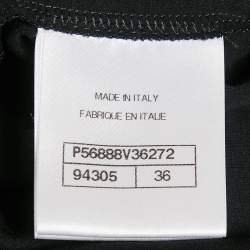 MADE IN ITALY
FABRIQUE EN ITALIE
P56888V36272
94305 36